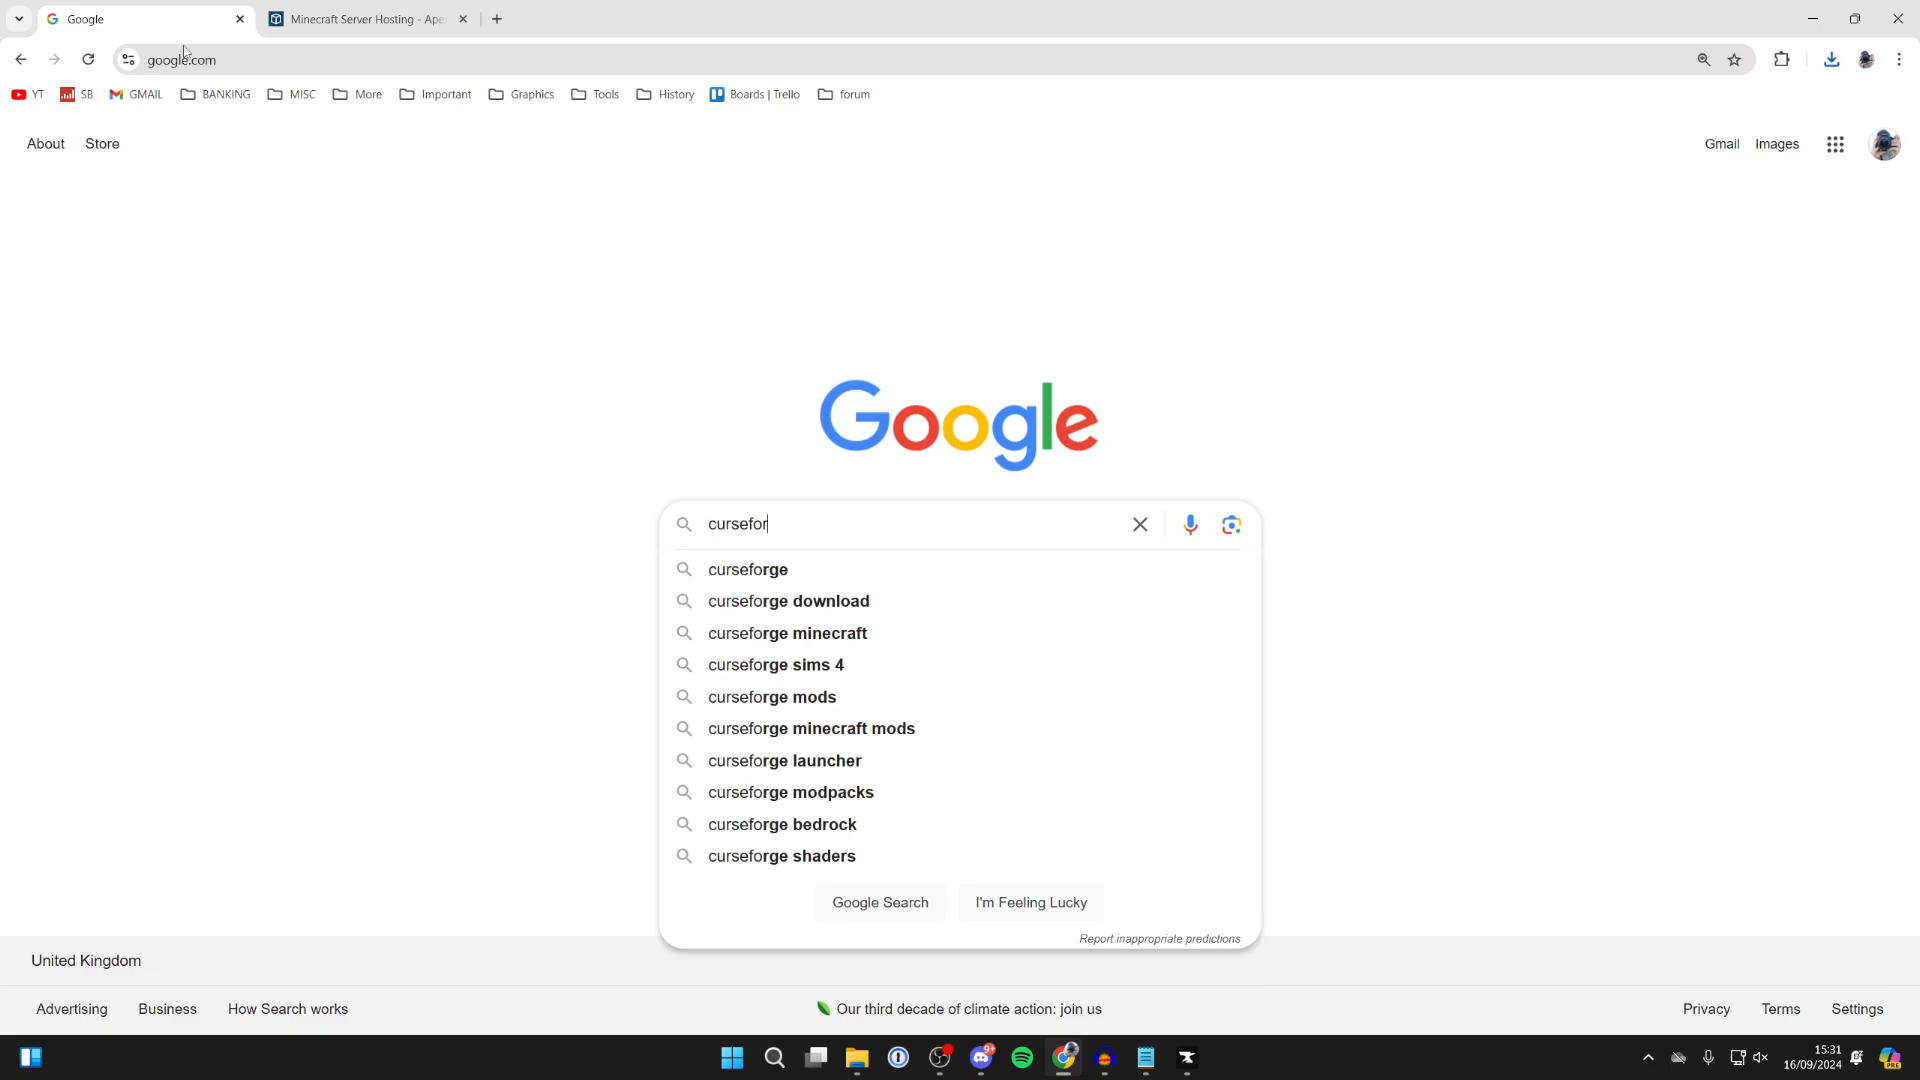 Google
Minecraft Server Hosting - Ape
google.com
YT
SB
GMAIL
BANKING
MISC
More
Important
Graphics
Tools
History
Boards | Trello
forum
About
Store
Gmail
Images
Google
cursefor
curseforge
curseforge download
curseforge minecraft
curseforge sims 4
curseforge mods
curseforge minecraft mods
curseforge launcher
curseforge modpacks
curseforge bedrock
curseforge shaders
Google Search
I'm Feeling Lucky
Report inappropriate predictions
United Kingdom
Advertising
Business
How Search works
Our third decade of climate action: join us
Privacy
Terms
Settings
9+
15:31
16/09/2024
PRE